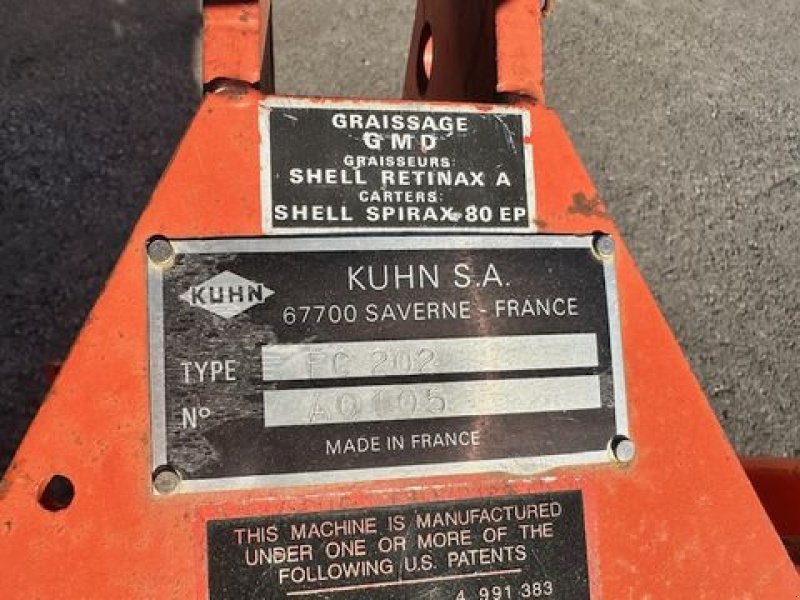 GRAISSAGE
GMD
GRAISSEURS:
SHELL RETINAX A
CARTERS:
SHELL SPIRAX 80 EP
KUHN
KUHN S.A.
67700 SAVERNE - FRANCE
TYPE FC 202
Nº A0105
MADE IN FRANCE
THIS MACHINE IS MANUFACTURED
UNDER ONE OR MORE OF THE
FOLLOWING U.S. PATENTS
4 991 383